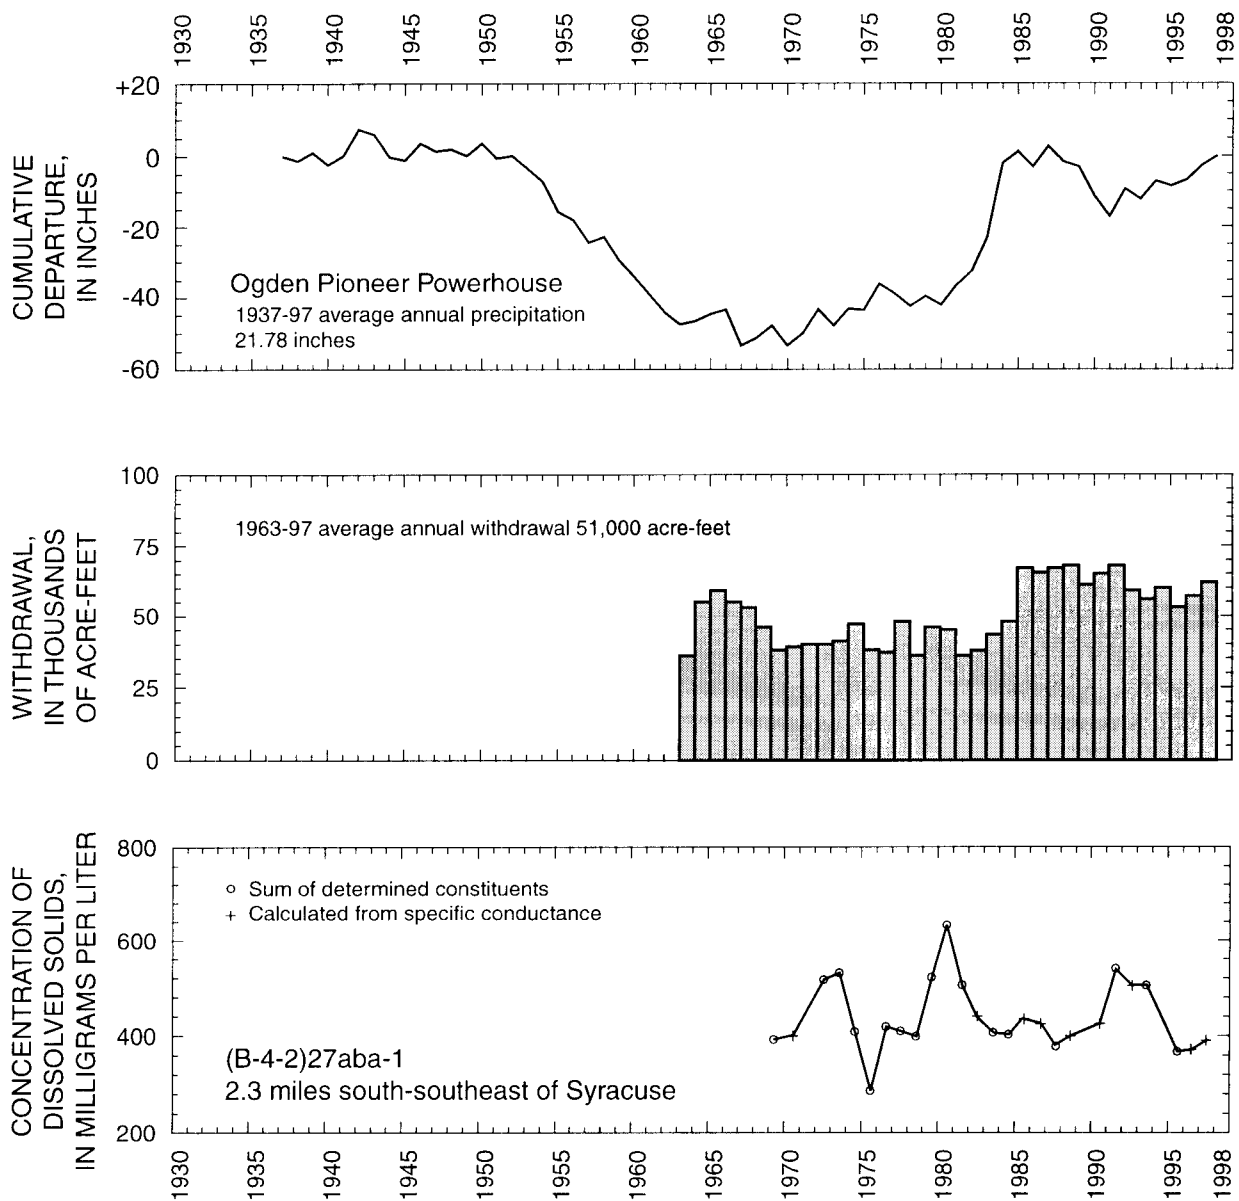 1930 1935 1940 1945 1950 1955 1960 1965 1970 1975 1980 1985 1990 1995 1998
CUMULATIVE
DEPARTURE,
IN INCHES
+20
0
-20
-40
-60
Ogden Pioneer Powerhouse
1937-97 average annual precipitation
21.78 inches
WITHDRAWAL,
IN THOUSANDS
OF ACRE-FEET
100
75
50
25
0
1963-97 average annual withdrawal 51,000 acre-feet
CONCENTRATION OF
DISSOLVED SOLIDS,
IN MILLIGRAMS PER LITER
800
600
400
200
Sum of determined constituents
Calculated from specific conductance
(B-4-2)27aba-1
2.3 miles south-southeast of Syracuse
1930 1935 1940 1945 1950 1955 1960 1965 1970 1975 1980 1985 1990 1995 1998